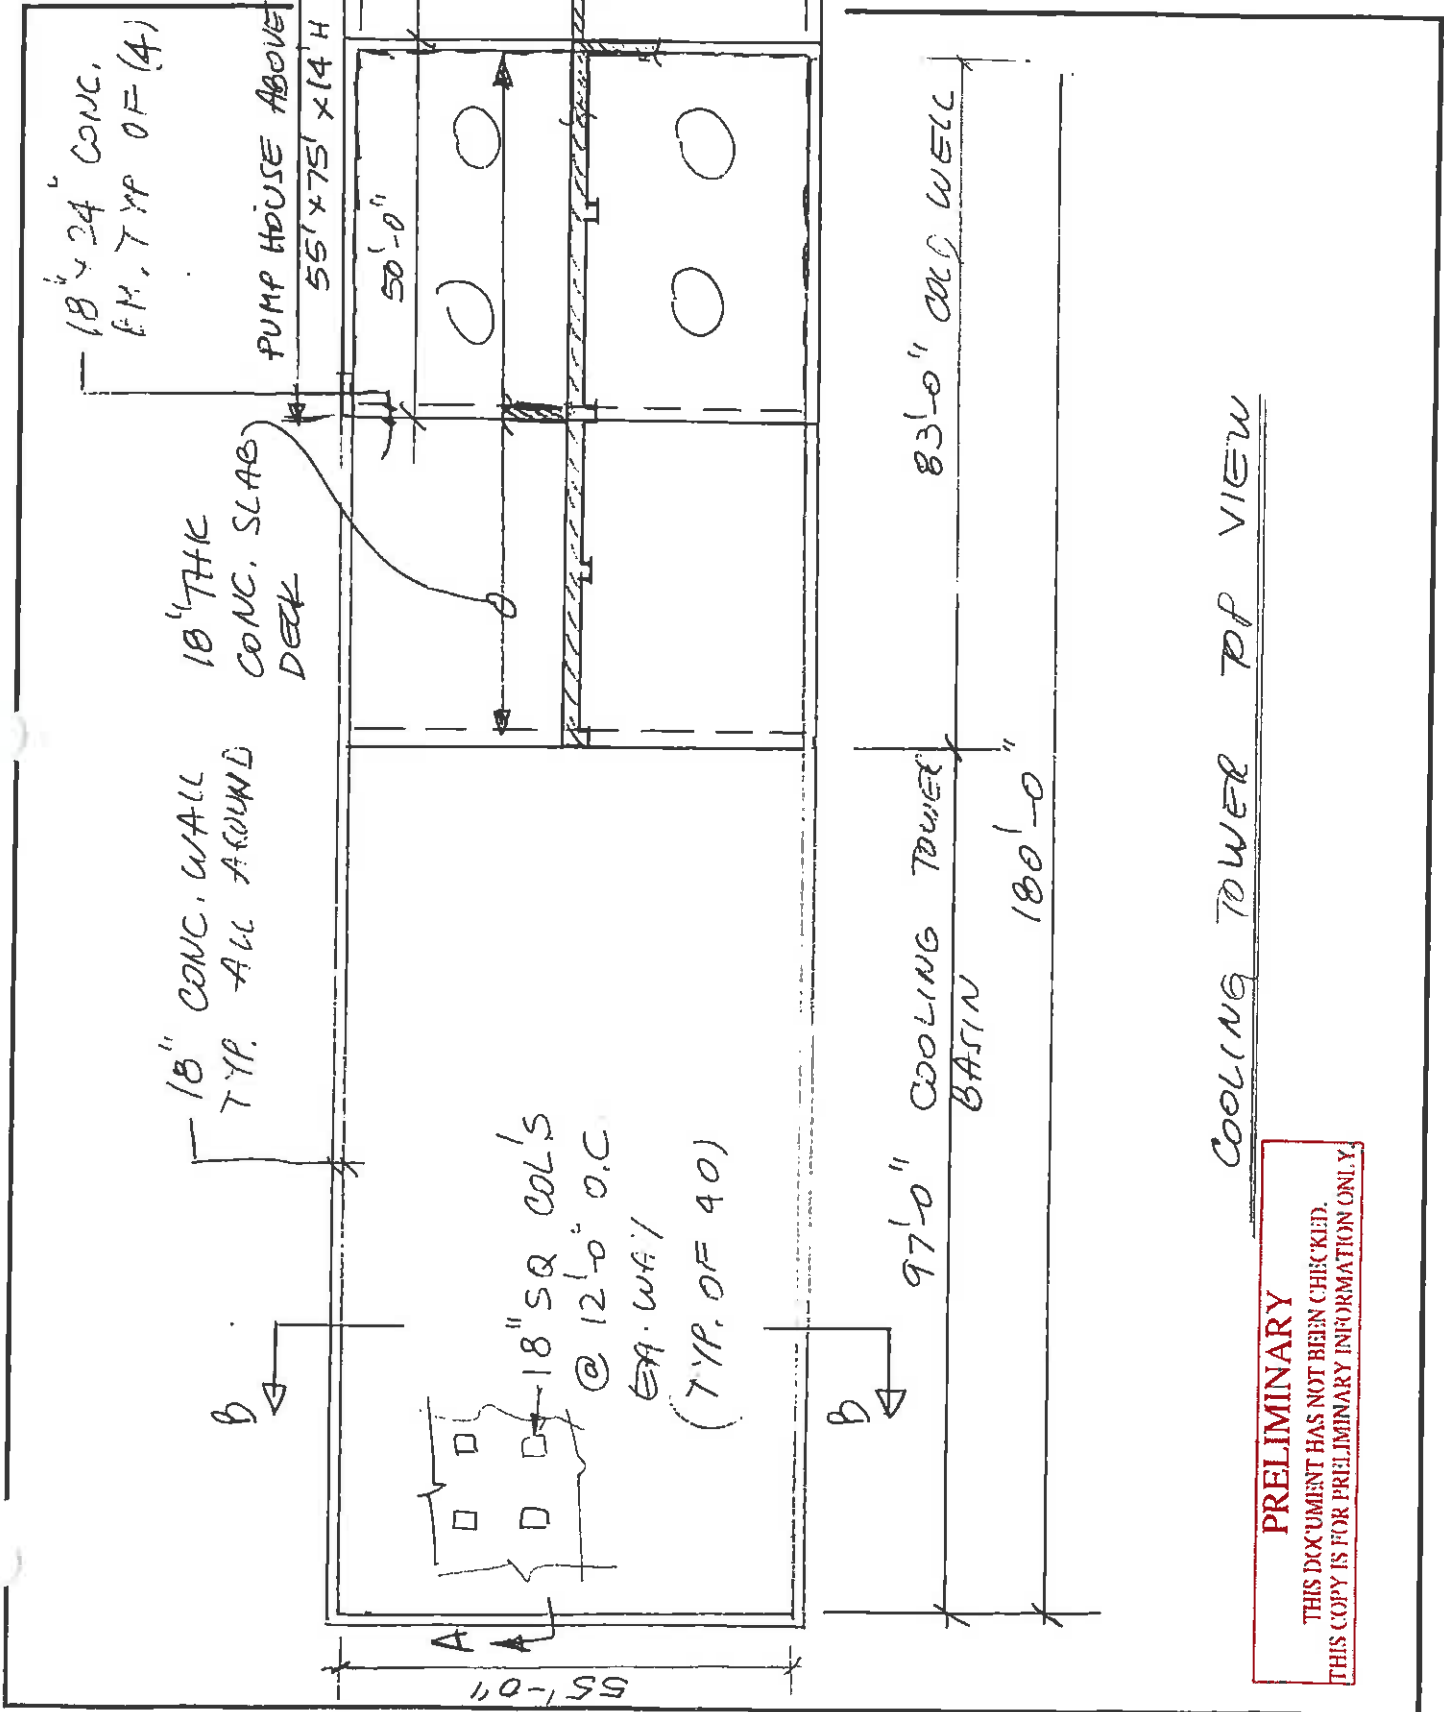 18" x 24" CONC.
BM. TYP OF (4)
PUMP HOUSE ABOVE
55' x 75' x 14' H
50'-0"
18" THK
CONC. SLAB
DECK
18" CONC. WALL
TYP. ALL AROUND
18" SQ COL'S
@ 12'-0" O.C
EA. WAY
(TYP. OF 40)
B
B
A
55'-0"
97'-0" COOLING TOWER
BASIN
83'-0" COLD WELL
180'-0"
COOLING TOWER TOP VIEW
PRELIMINARY
THIS DOCUMENT HAS NOT BEEN CHECKED.
THIS COPY IS FOR PRELIMINARY INFORMATION ONLY.